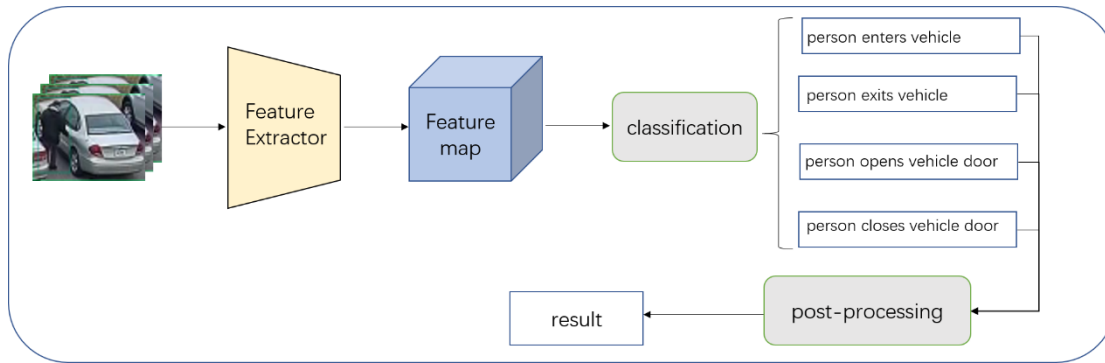 Feature
Extractor
Feature
map
classification
person enters vehicle
person exits vehicle
person opens vehicle door
person closes vehicle door
post-processing
result